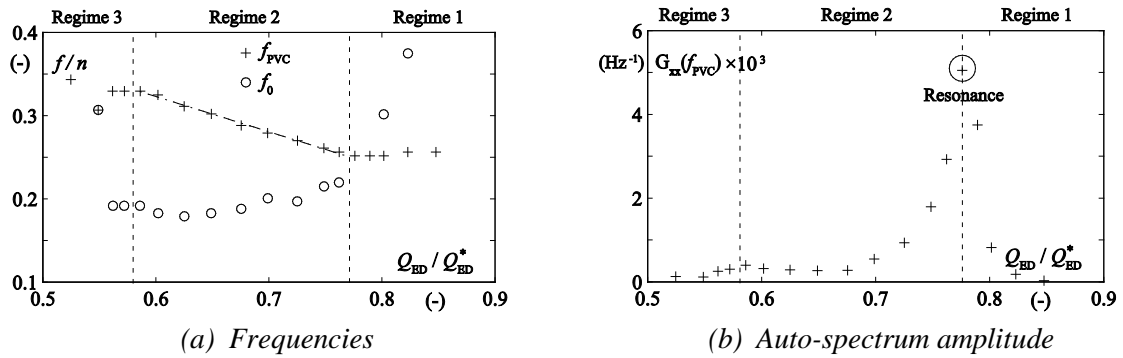 Regime 3 Regime 2 Regime 1
0.4
(-)
f/n
+ f_PVC
○ f_0
0.3
0.2
0.1
Q_ED / Q*_ED
0.5 0.6 0.7 0.8 (-) 0.9
(a) Frequencies
Regime 3 Regime 2 Regime 1
6
(Hz⁻¹) G_xx(f_PVC) ×10³
Resonance
4
2
0
Q_ED / Q*_ED
0.5 0.6 0.7 0.8 (-) 0.9
(b) Auto-spectrum amplitude